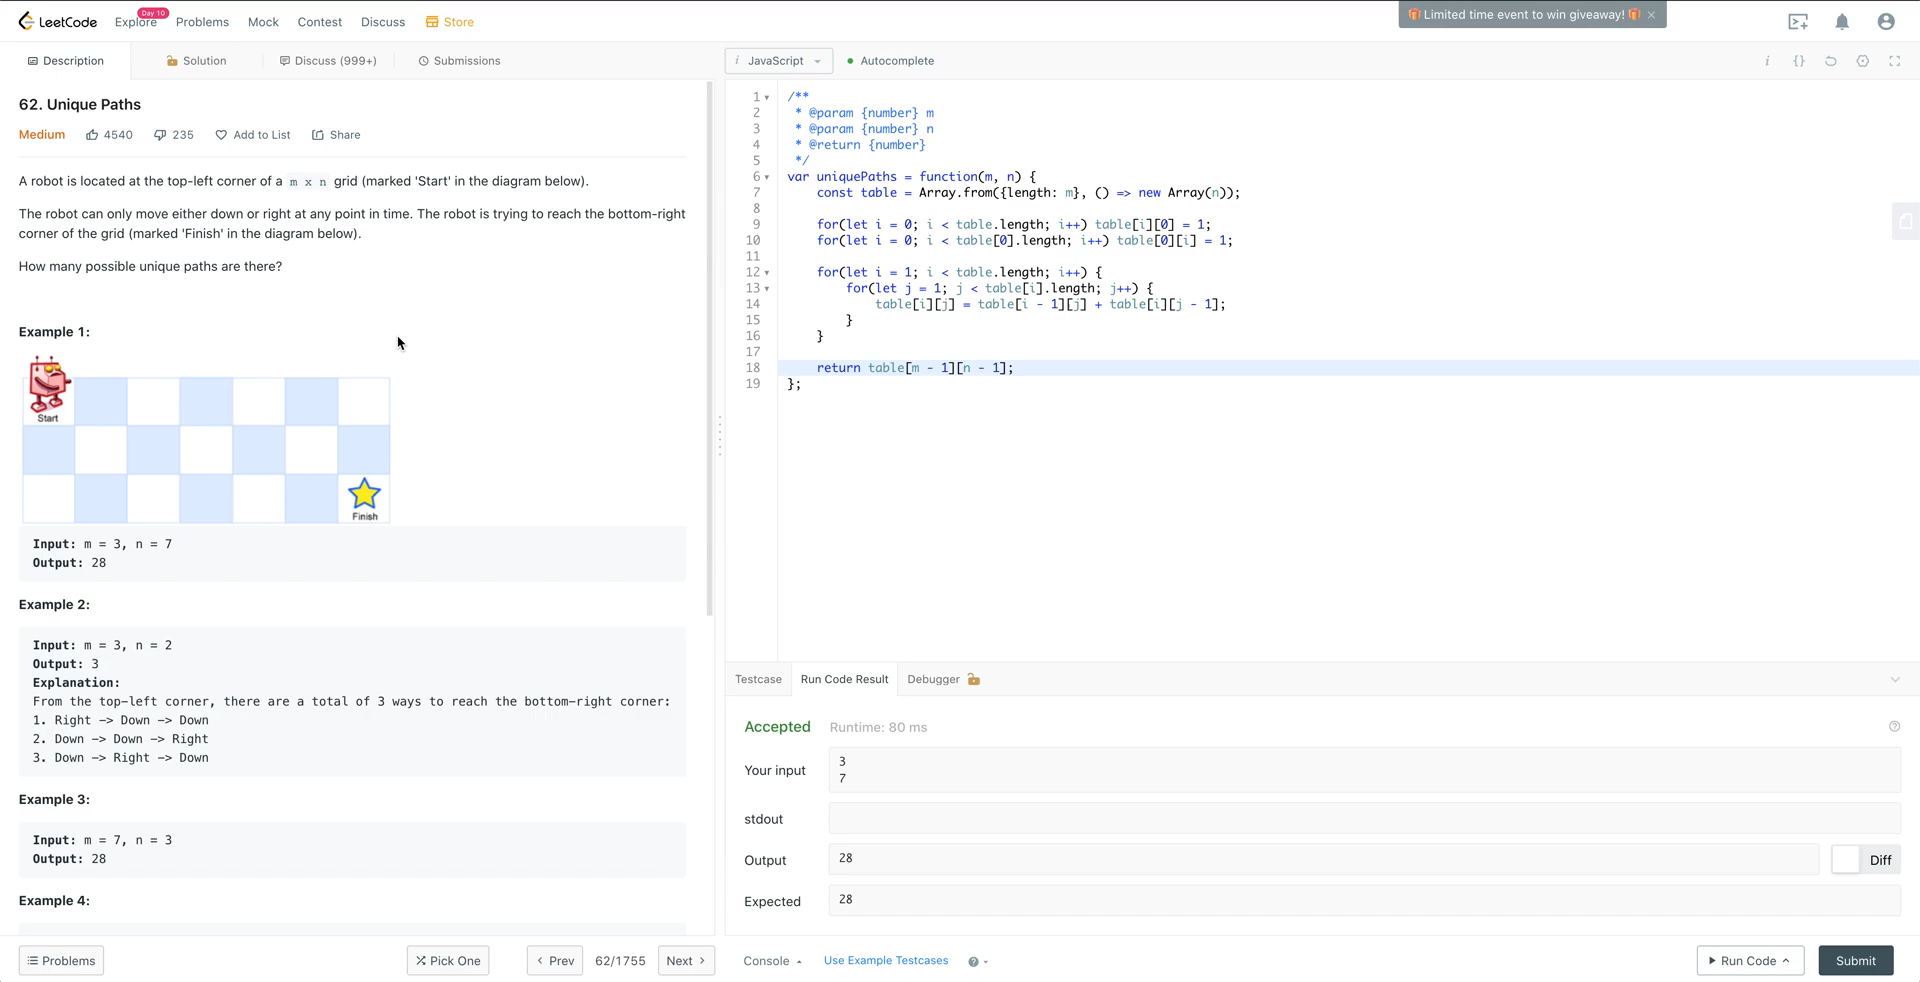 LeetCode
Explore
Day 10
Problems
Mock
Contest
Discuss
Store
🎁 Limited time event to win giveaway! 🎁 ×
Description
Solution
Discuss (999+)
Submissions
i JavaScript
Autocomplete
62. Unique Paths
Medium
4540
235
Add to List
Share
A robot is located at the top-left corner of a m x n grid (marked 'Start' in the diagram below).
The robot can only move either down or right at any point in time. The robot is trying to reach the bottom-right
corner of the grid (marked 'Finish' in the diagram below).
How many possible unique paths are there?
Example 1:
Start
Finish
Input: m = 3, n = 7
Output: 28
Example 2:
Input: m = 3, n = 2
Output: 3
Explanation:
From the top-left corner, there are a total of 3 ways to reach the bottom-right corner:
1. Right -> Down -> Down
2. Down -> Down -> Right
3. Down -> Right -> Down
Example 3:
Input: m = 7, n = 3
Output: 28
Example 4:
Problems
Pick One
Prev
62/1755
Next
1 /**
2  * @param {number} m
3  * @param {number} n
4  * @return {number}
5  */
6 var uniquePaths = function(m, n) {
7     const table = Array.from({length: m}, () => new Array(n));
8
9     for(let i = 0; i < table.length; i++) table[i][0] = 1;
10     for(let i = 0; i < table[0].length; i++) table[0][i] = 1;
11
12     for(let i = 1; i < table.length; i++) {
13         for(let j = 1; j < table[i].length; j++) {
14             table[i][j] = table[i - 1][j] + table[i][j - 1];
15         }
16     }
17
18     return table[m - 1][n - 1];
19 };
Testcase
Run Code Result
Debugger
Accepted
Runtime: 80 ms
Your input
3
7
stdout
Output
28
Diff
Expected
28
Console
Use Example Testcases
Run Code
Submit